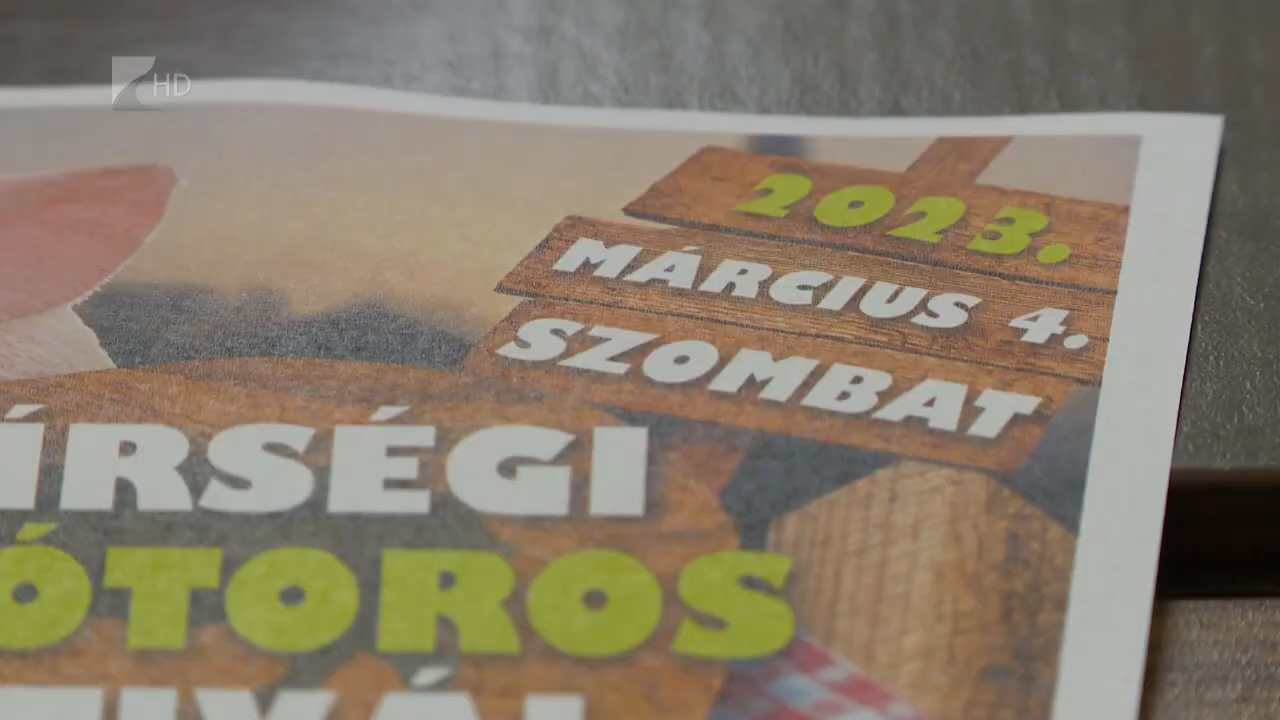 HD
2023.
MÁRCIUS 4.
SZOMBAT
ÍRSÉGI
ÓTOROS